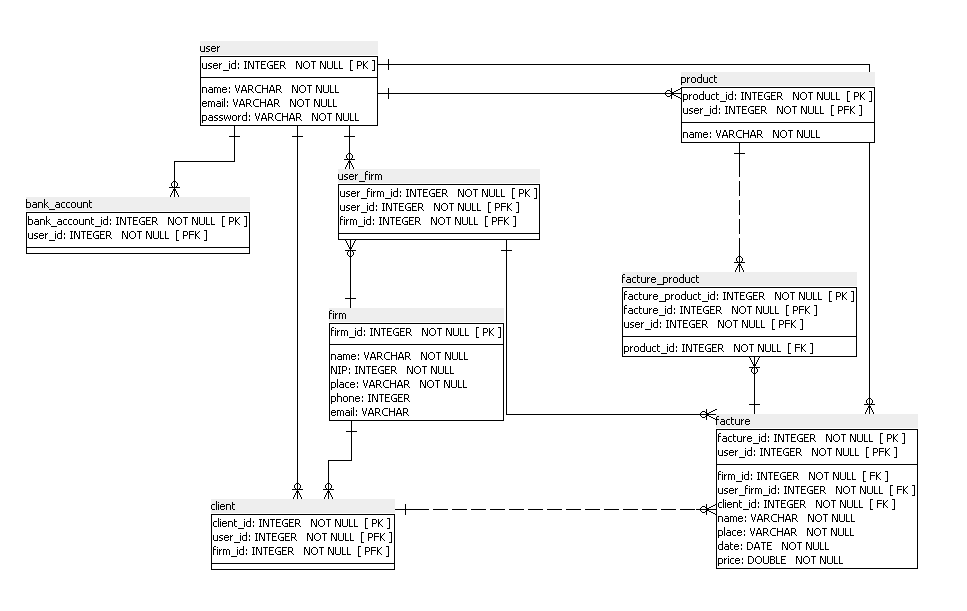 user
user_id: INTEGER NOT NULL [ PK ]
name: VARCHAR NOT NULL
email: VARCHAR NOT NULL
password: VARCHAR NOT NULL
product
product_id: INTEGER NOT NULL [ PK ]
user_id: INTEGER NOT NULL [ PFK ]
name: VARCHAR NOT NULL
user_firm
user_firm_id: INTEGER NOT NULL [ PK ]
user_id: INTEGER NOT NULL [ PFK ]
firm_id: INTEGER NOT NULL [ PFK ]
bank_account
bank_account_id: INTEGER NOT NULL [ PK ]
user_id: INTEGER NOT NULL [ PFK ]
facture_product
facture_product_id: INTEGER NOT NULL [ PK ]
facture_id: INTEGER NOT NULL [ PFK ]
user_id: INTEGER NOT NULL [ PFK ]
product_id: INTEGER NOT NULL [ FK ]
firm
firm_id: INTEGER NOT NULL [ PK ]
name: VARCHAR NOT NULL
NIP: INTEGER NOT NULL
place: VARCHAR NOT NULL
phone: INTEGER
email: VARCHAR
facture
facture_id: INTEGER NOT NULL [ PK ]
user_id: INTEGER NOT NULL [ PFK ]
firm_id: INTEGER NOT NULL [ FK ]
user_firm_id: INTEGER NOT NULL [ FK ]
client_id: INTEGER NOT NULL [ FK ]
name: VARCHAR NOT NULL
place: VARCHAR NOT NULL
date: DATE NOT NULL
price: DOUBLE NOT NULL
client
client_id: INTEGER NOT NULL [ PK ]
user_id: INTEGER NOT NULL [ PFK ]
firm_id: INTEGER NOT NULL [ PFK ]